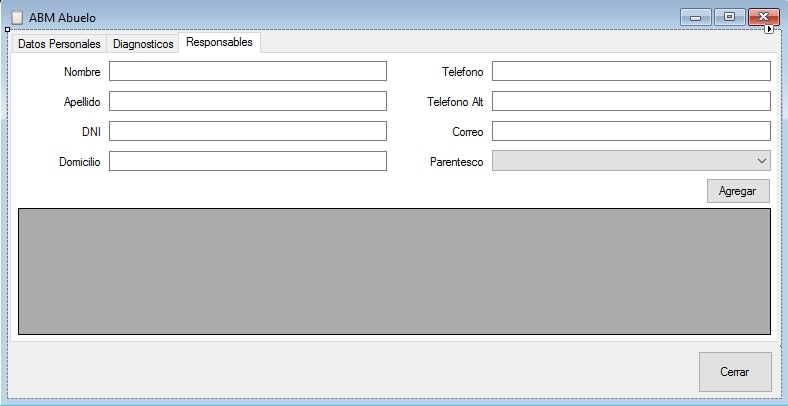 ABM Abuelo
Datos Personales Diagnosticos Responsables
Nombre Telefono
Apellido Telefono Alt
DNI Correo
Domicilio Parentesco
Agregar
Cerrar